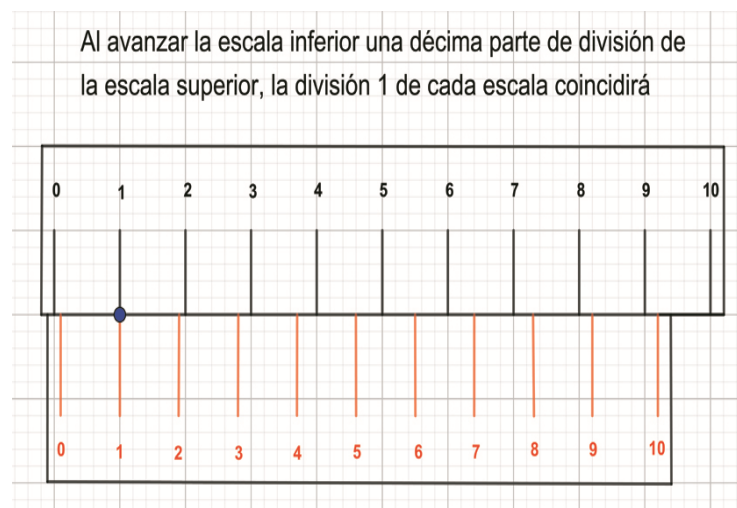 Al avanzar la escala inferior una décima parte de división de
la escala superior, la división 1 de cada escala coincidirá
0 1 2 3 4 5 6 7 8 9 10
0 1 2 3 4 5 6 7 8 9 10